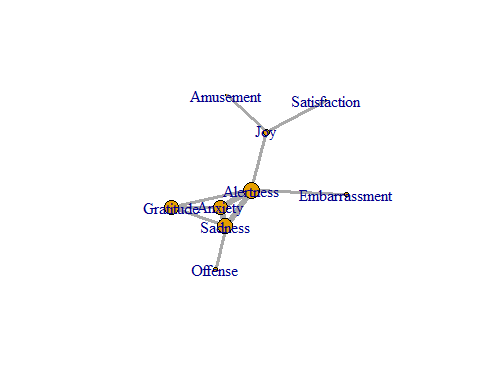 Amusement
Satisfaction
Joy
Alertness
Embarrassment
Gratitude
Anxiety
Sadness
Offense